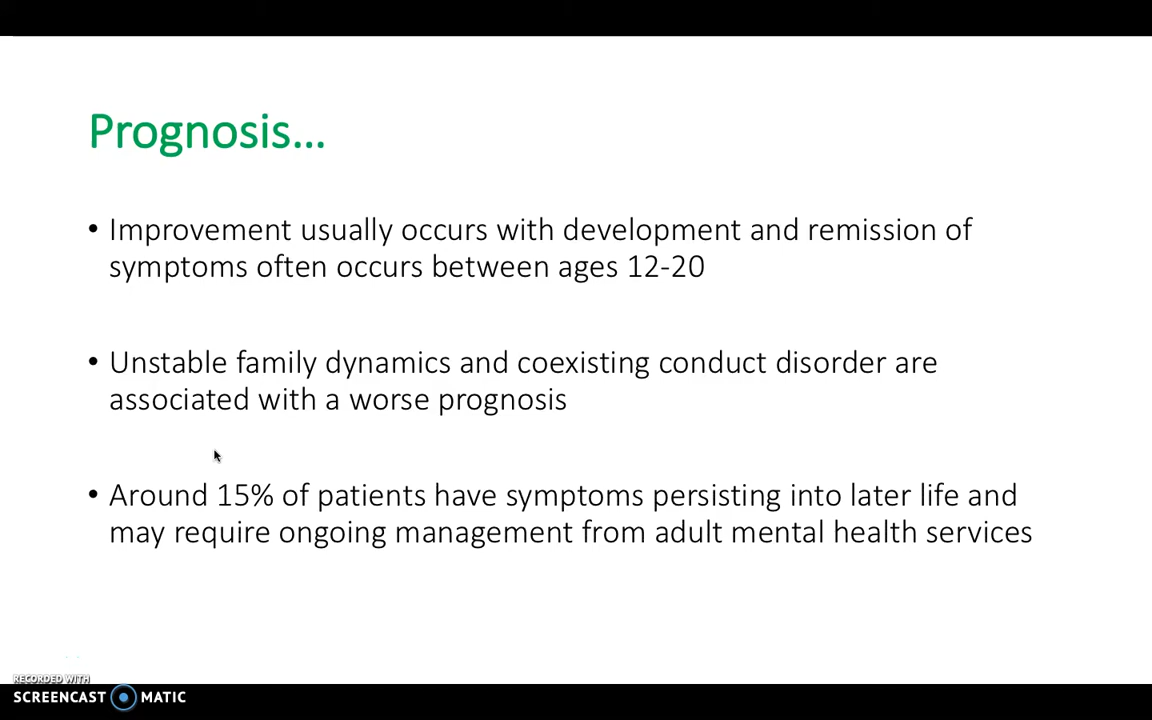 Prognosis...
• Improvement usually occurs with development and remission of
symptoms often occurs between ages 12-20
• Unstable family dynamics and coexisting conduct disorder are
associated with a worse prognosis
• Around 15% of patients have symptoms persisting into later life and
may require ongoing management from adult mental health services
RECORDED WITH
SCREENCAST MATIC